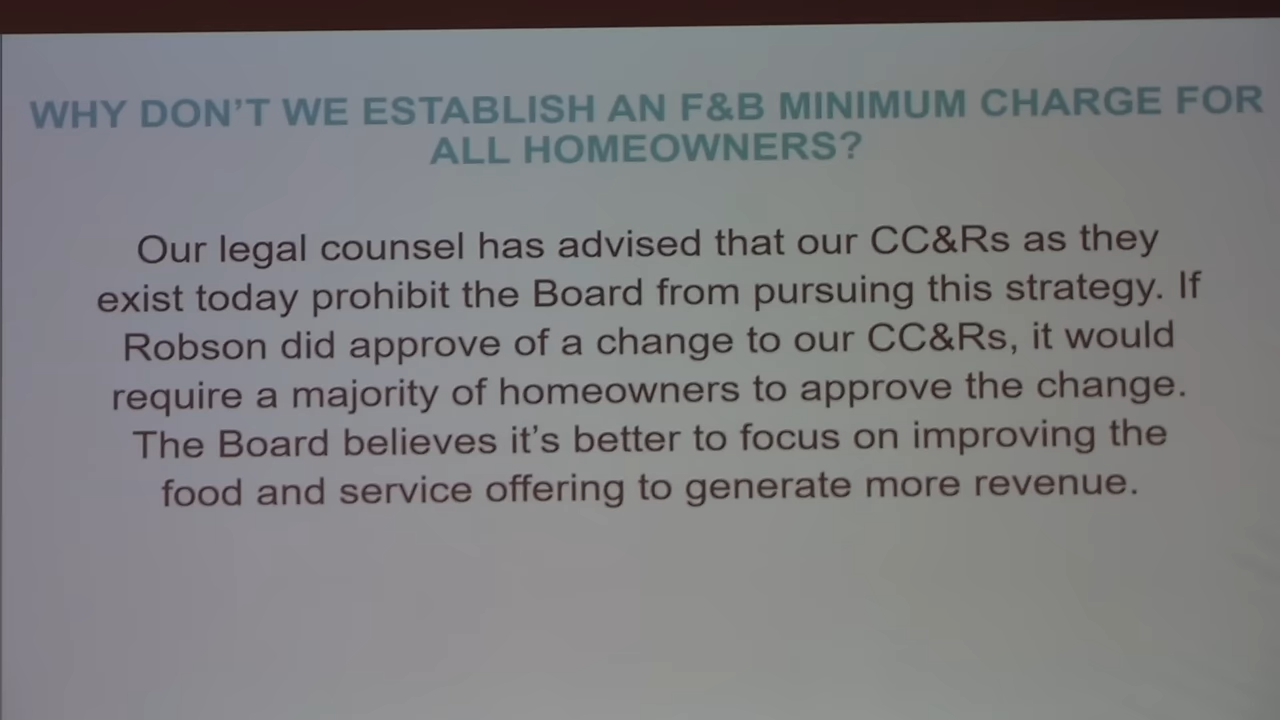 WHY DON'T WE ESTABLISH AN F&B MINIMUM CHARGE FOR
ALL HOMEOWNERS?
Our legal counsel has advised that our CC&Rs as they
exist today prohibit the Board from pursuing this strategy. If
Robson did approve of a change to our CC&Rs, it would
require a majority of homeowners to approve the change.
The Board believes it's better to focus on improving the
food and service offering to generate more revenue.